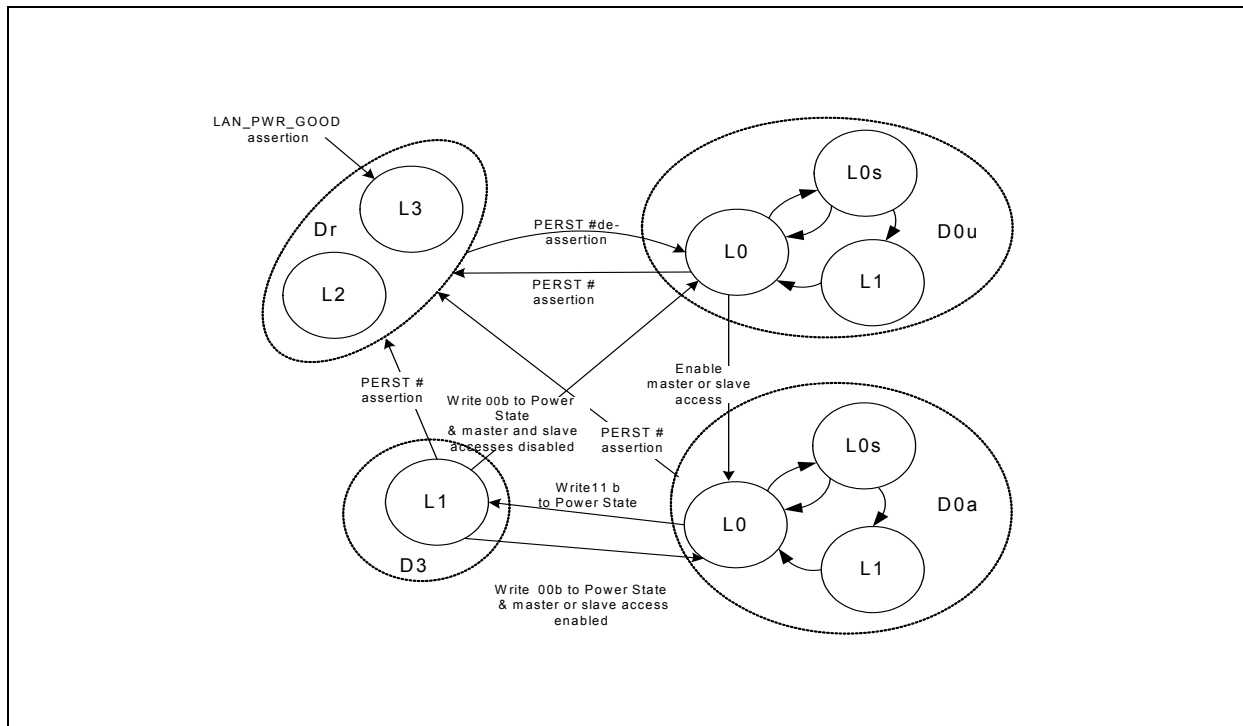 LAN_PWR_GOOD
assertion
L3
Dr
L2
PERST #de-
assertion
PERST #
assertion
L0s
L0
D0u
L1
Enable
master or slave
access
PERST #
assertion
Write 00b to Power
State
& master and slave
accesses disabled
PERST #
assertion
L1
D3
Write11 b
to Power State
L0s
L0
D0a
L1
Write 00b to Power State
& master or slave access
enabled